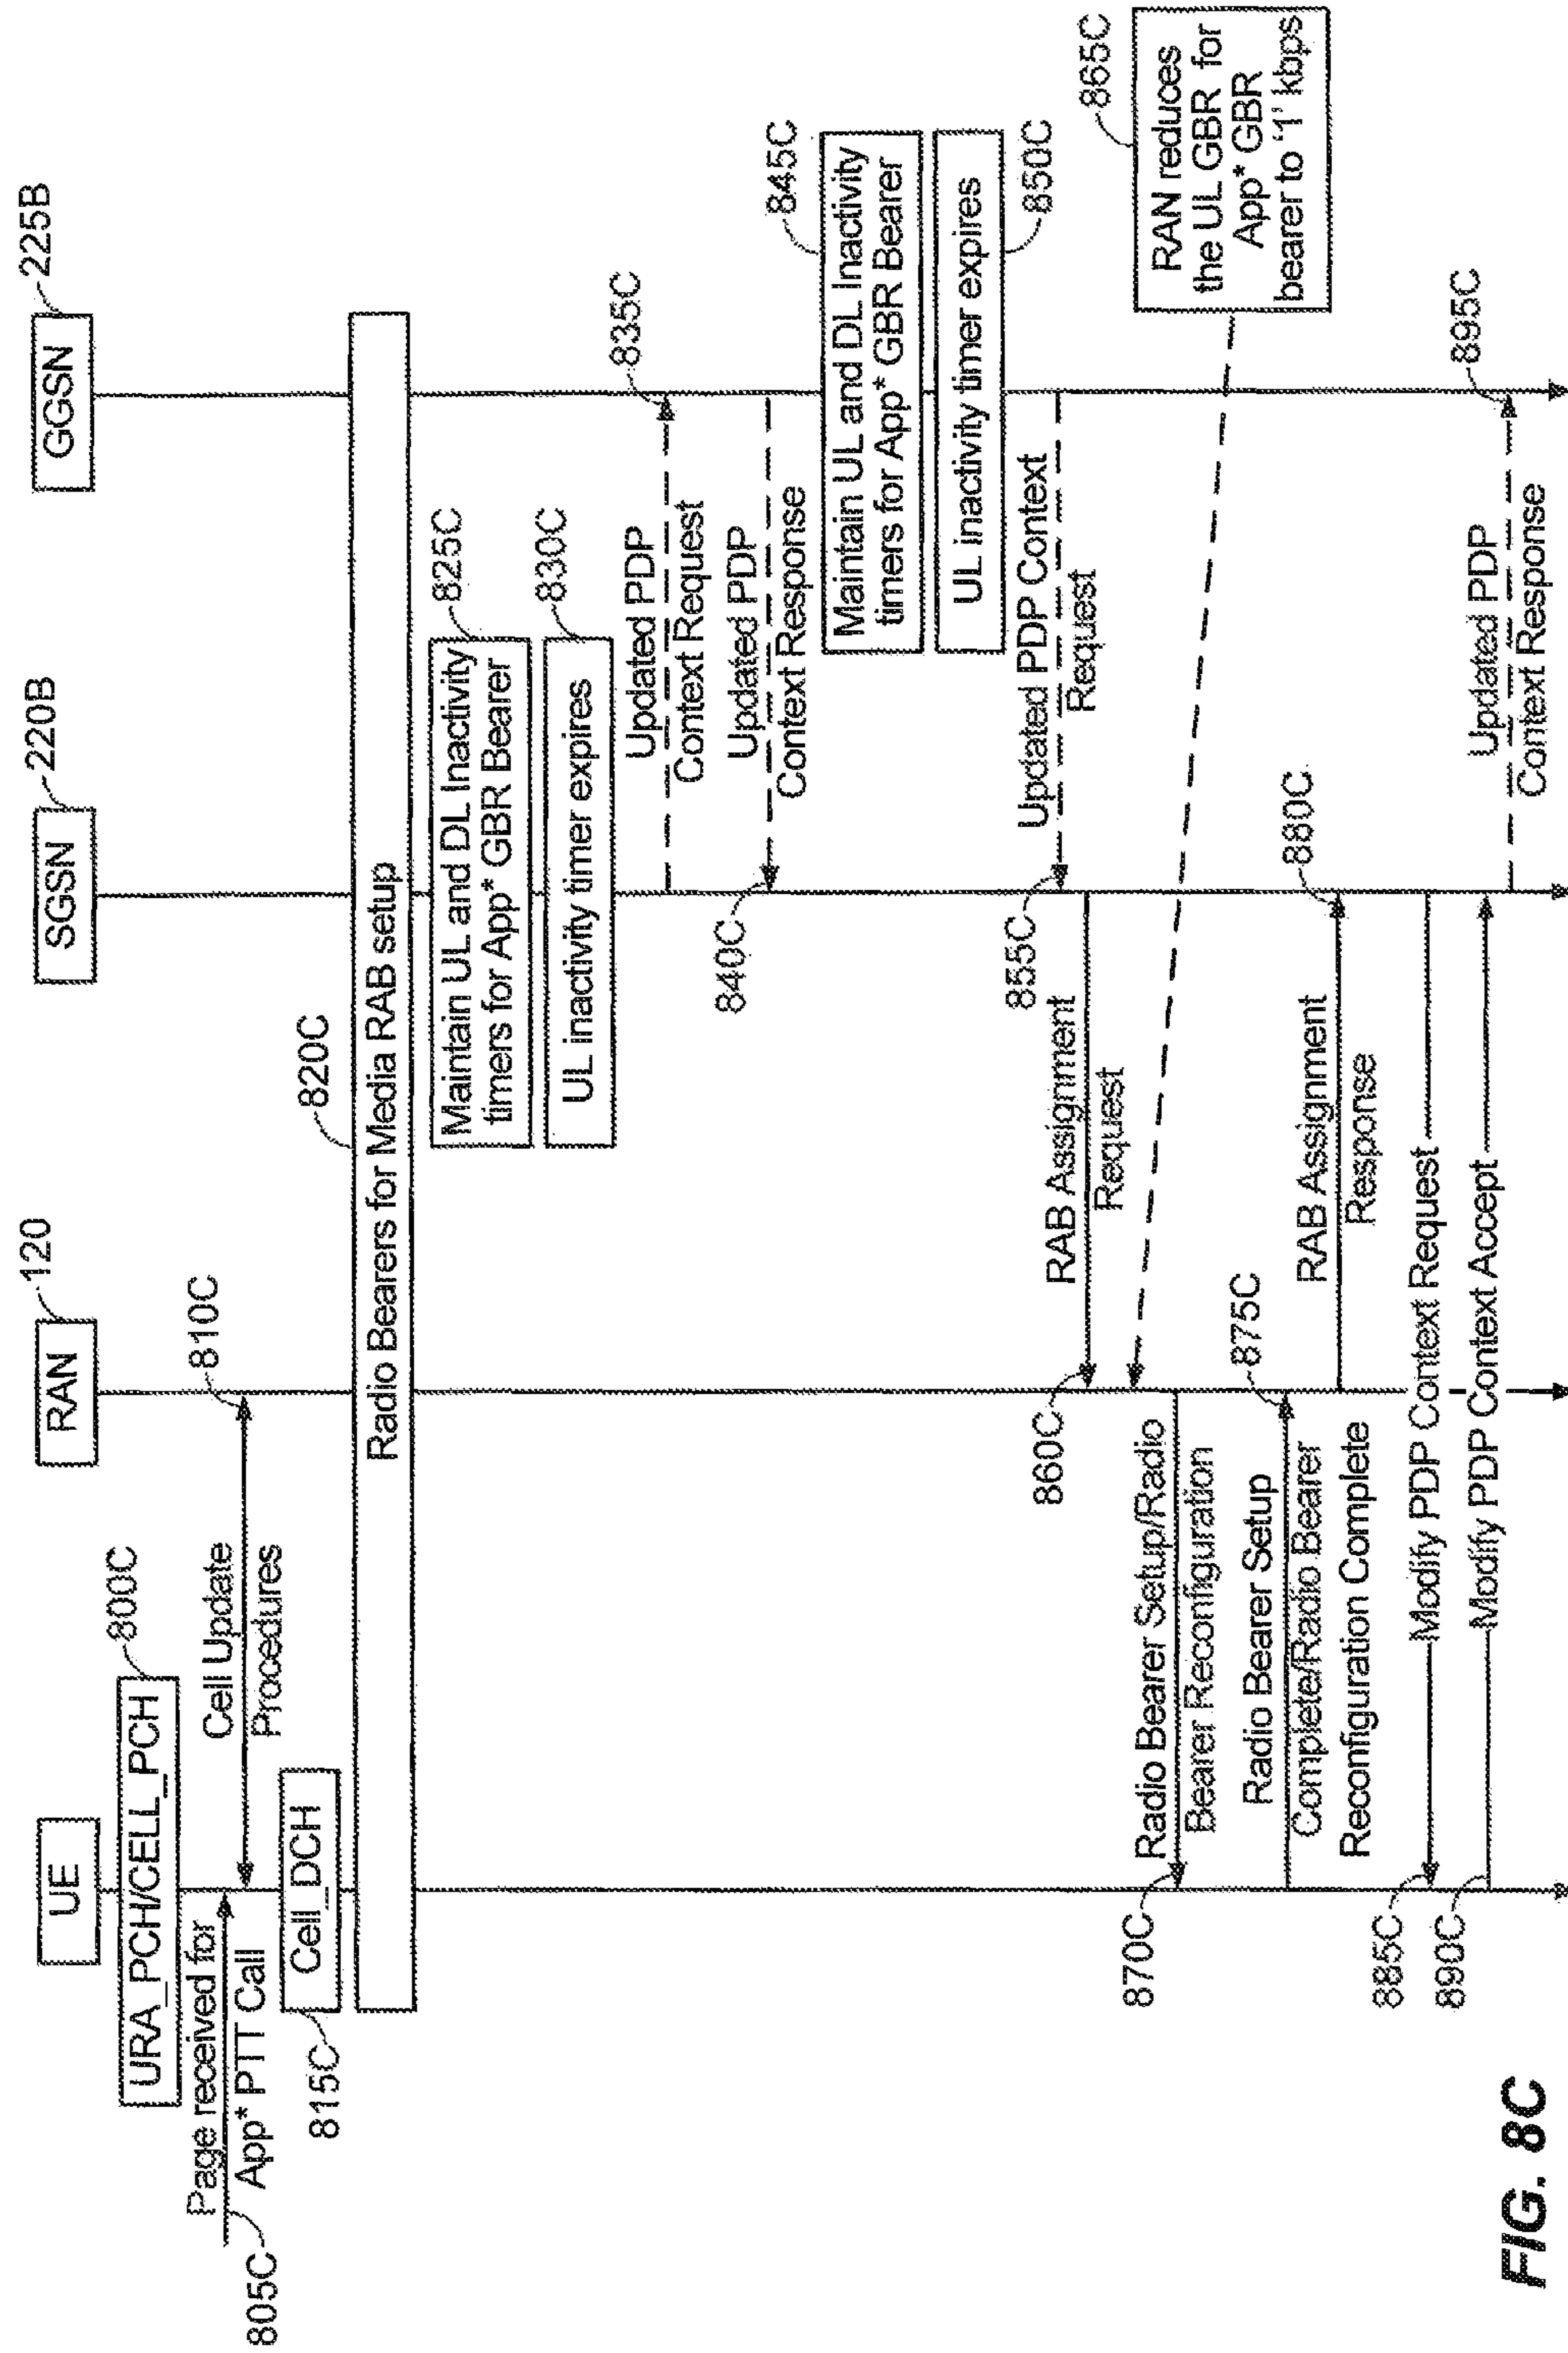 UE
RAN
120
SGSN
220B
GGSN
225B
URA_PCH/CELL_PCH
800C
Page received for
App* PTT Call
805C
Cell Update
Procedures
810C
Cell_DCH
815C
820C
Radio Bearers for Media RAB setup
Maintain UL and DL Inactivity
timers for App* GBR Bearer
825C
UL inactivity timer expires
830C
Updated PDP
Context Request
835C
Updated PDP
Context Response
840C
Maintain UL and DL Inactivity
timers for App* GBR Bearer
845C
UL inactivity timer expires
850C
Updated PDP Context
Request
855C
RAB Assignment
Request
860C
RAN reduces
the UL GBR for
App* GBR
bearer to '1' kbps
865C
Radio Bearer Setup/Radio
Bearer Reconfiguration
870C
Radio Bearer Setup
Complete/Radio Bearer
Reconfiguration Complete
875C
RAB Assignment
Response
880C
Modify PDP Context Request
885C
Modify PDP Context Accept
890C
Updated PDP
Context Response
895C
FIG. 8C